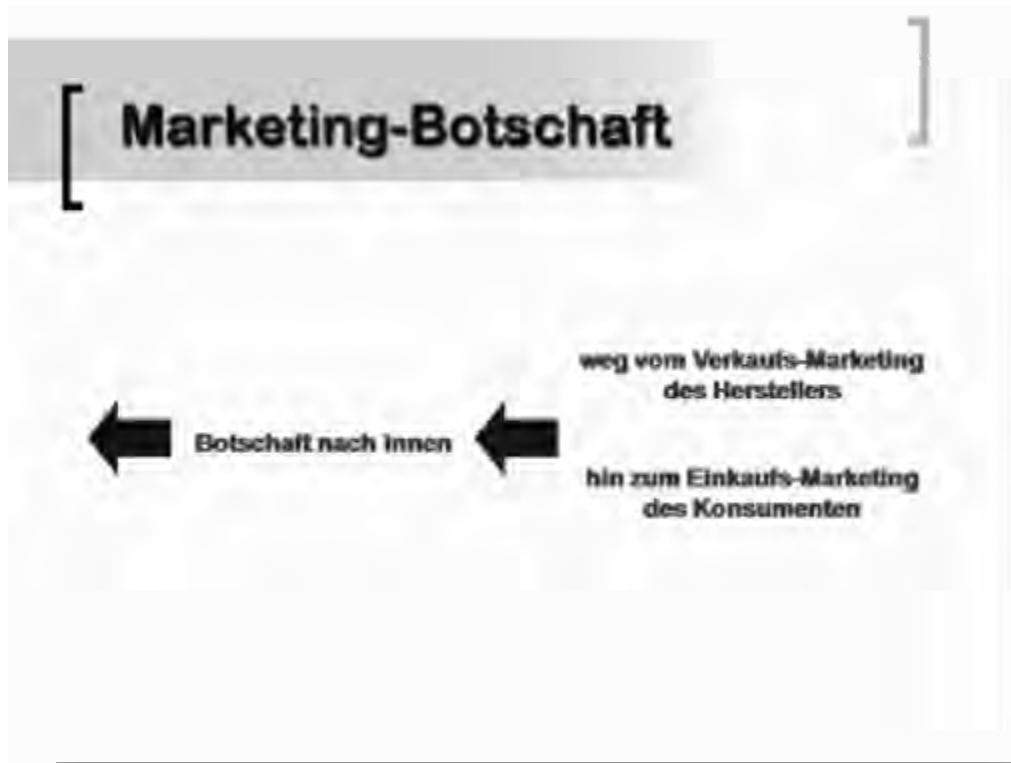 Marketing-Botschaft
weg vom Verkaufs-Marketing
des Herstellers
Botschaft nach innen
hin zum Einkaufs-Marketing
des Konsumenten